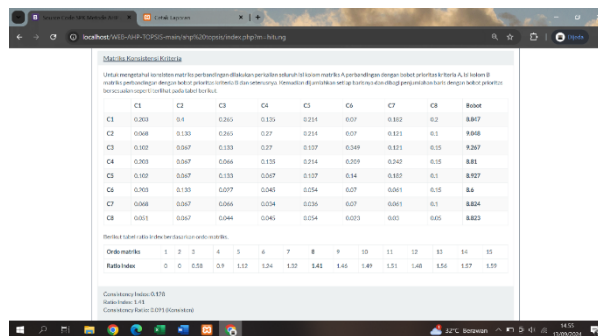 Source Code SPK Metode AHP
Cetak Laporan
localhost/WEB-AHP-TOPSIS-main/ahp%20topsis/index.php?m=hitung
Matriks Konsistensi Kriteria
Untuk mengetahui konsisten matriks perbandingan dilakukan perkalian seluruh isi kolom matriks A perbandingan dengan bobot prioritas kriteria A, isi kolom B
matriks perbandingan dengan bobot prioritas kriteria B dan seterusnya. Kemudian dijumlahkan setiap barisnya dan dibagi penjumlahan baris dengan bobot prioritas
bersesuaian seperti terlihat pada tabel berikut.
C1 C2 C3 C4 C5 C6 C7 C8 Bobot
C1 0.203 0.4 0.265 0.135 0.214 0.07 0.182 0.2 8.847
C2 0.068 0.133 0.265 0.27 0.214 0.07 0.121 0.1 9.048
C3 0.102 0.067 0.133 0.27 0.107 0.349 0.121 0.15 9.267
C4 0.203 0.067 0.066 0.135 0.214 0.209 0.242 0.15 8.81
C5 0.102 0.067 0.133 0.067 0.107 0.14 0.182 0.1 8.927
C6 0.203 0.133 0.027 0.045 0.054 0.07 0.061 0.15 8.6
C7 0.068 0.067 0.066 0.034 0.036 0.07 0.061 0.1 8.824
C8 0.051 0.067 0.044 0.045 0.054 0.023 0.03 0.05 8.823
Berikut tabel ratio index berdasarkan ordo matriks.
Ordo matriks 1 2 3 4 5 6 7 8 9 10 11 12 13 14 15
Ratio index 0 0 0.58 0.9 1.12 1.24 1.32 1.41 1.46 1.49 1.51 1.48 1.56 1.57 1.59
Consistency Index: 0.128
Ratio Index: 1.41
Consistency Ratio: 0.091 (Konsisten)
32°C Berawan
14:55
13/09/2024